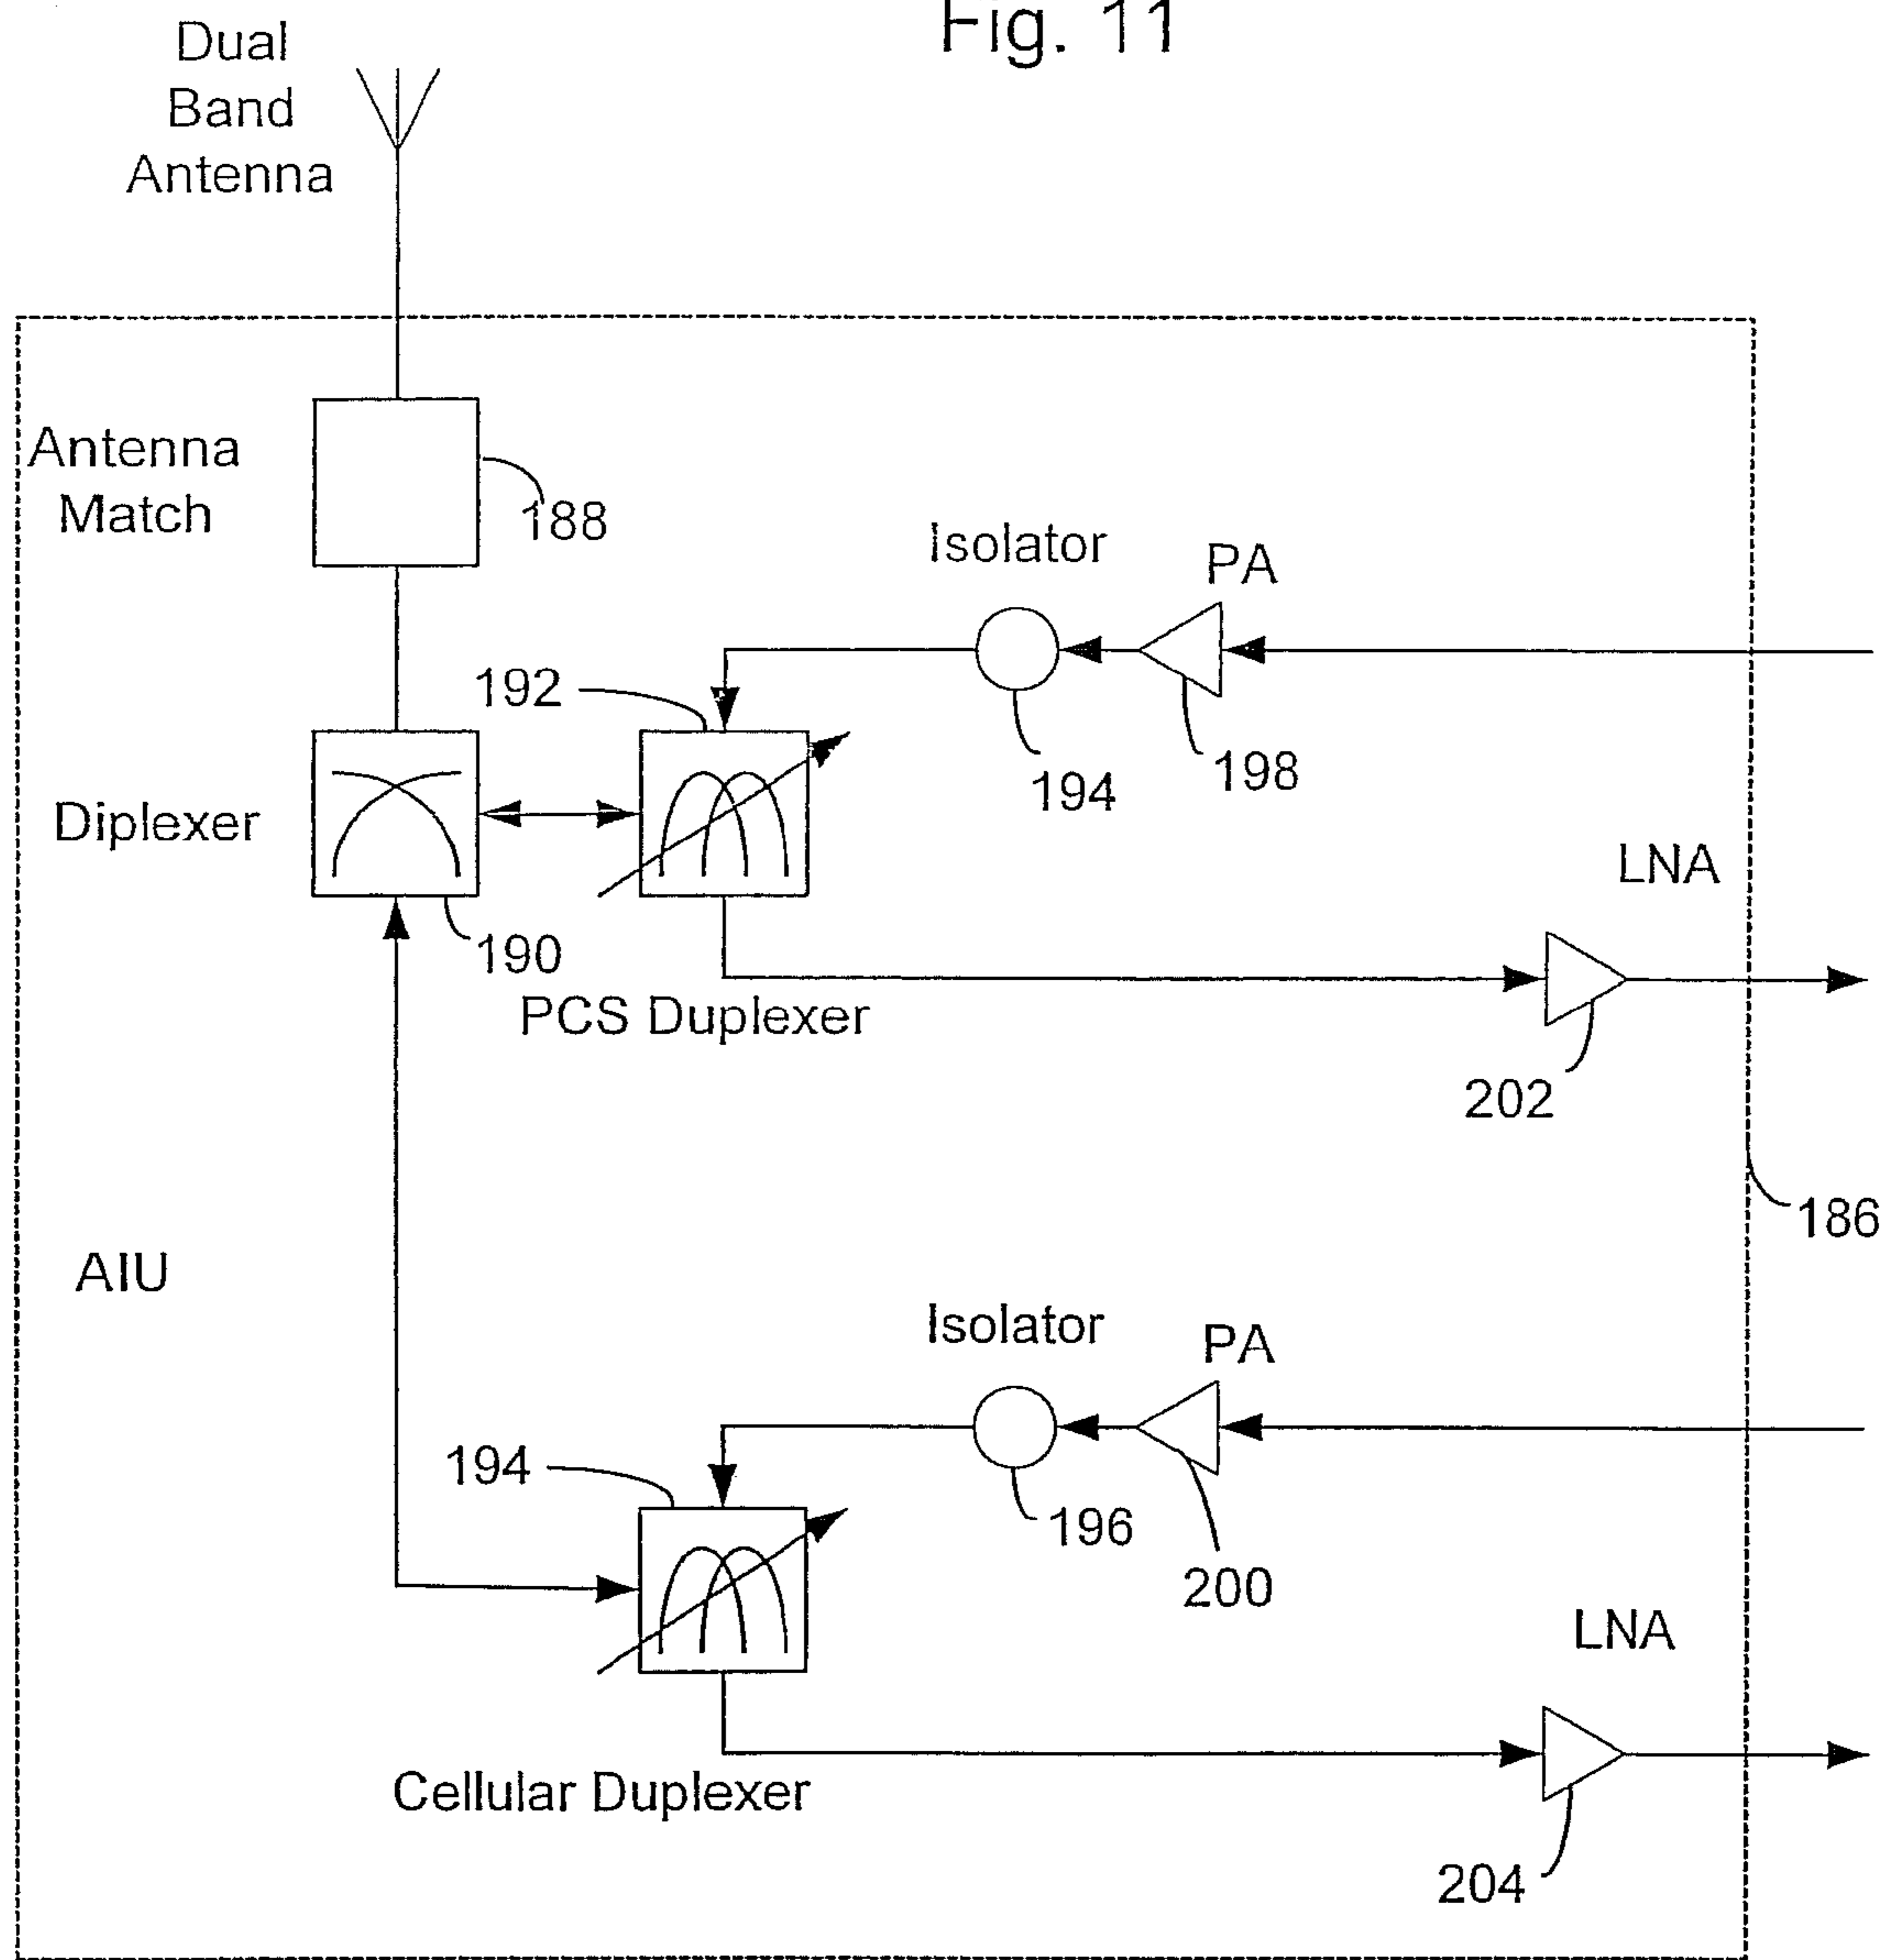 Fig. 11
Dual
Band
Antenna
Antenna
Match
188
Isolator
PA
192
194
198
Diplexer
LNA
190
PCS Duplexer
202
186
AIU
Isolator
PA
194
196
200
LNA
Cellular Duplexer
204